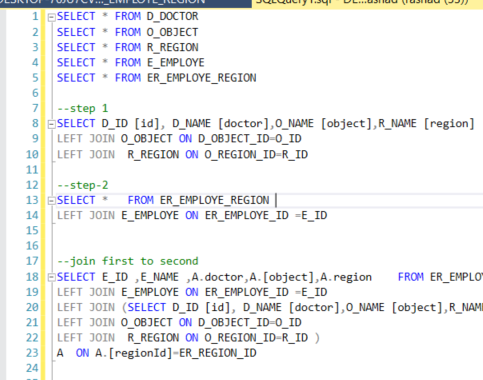 SQLQuery1.sql - DE...ashad (rashad (55))*
1 SELECT * FROM D_DOCTOR
2 SELECT * FROM O_OBJECT
3 SELECT * FROM R_REGION
4 SELECT * FROM E_EMPLOYE
5 SELECT * FROM ER_EMPLOYE_REGION
6
7 --step 1
8 SELECT D_ID [id], D_NAME [doctor],O_NAME [object],R_NAME [region]
9 LEFT JOIN O_OBJECT ON D_OBJECT_ID=O_ID
10 LEFT JOIN  R_REGION ON O_REGION_ID=R_ID
11
12 --step-2
13 SELECT *   FROM ER_EMPLOYE_REGION
14 LEFT JOIN E_EMPLOYE ON ER_EMPLOYE_ID =E_ID
15
16
17 --join first to second
18 SELECT E_ID ,E_NAME ,A.doctor,A.[object],A.region    FROM ER_EMPLOY
19 LEFT JOIN E_EMPLOYE ON ER_EMPLOYE_ID =E_ID
20 LEFT JOIN (SELECT D_ID [id], D_NAME [doctor],O_NAME [object],R_NAM
21 LEFT JOIN O_OBJECT ON D_OBJECT_ID=O_ID
22 LEFT JOIN  R_REGION ON O_REGION_ID=R_ID )
23 A  ON A.[regionId]=ER_REGION_ID
24